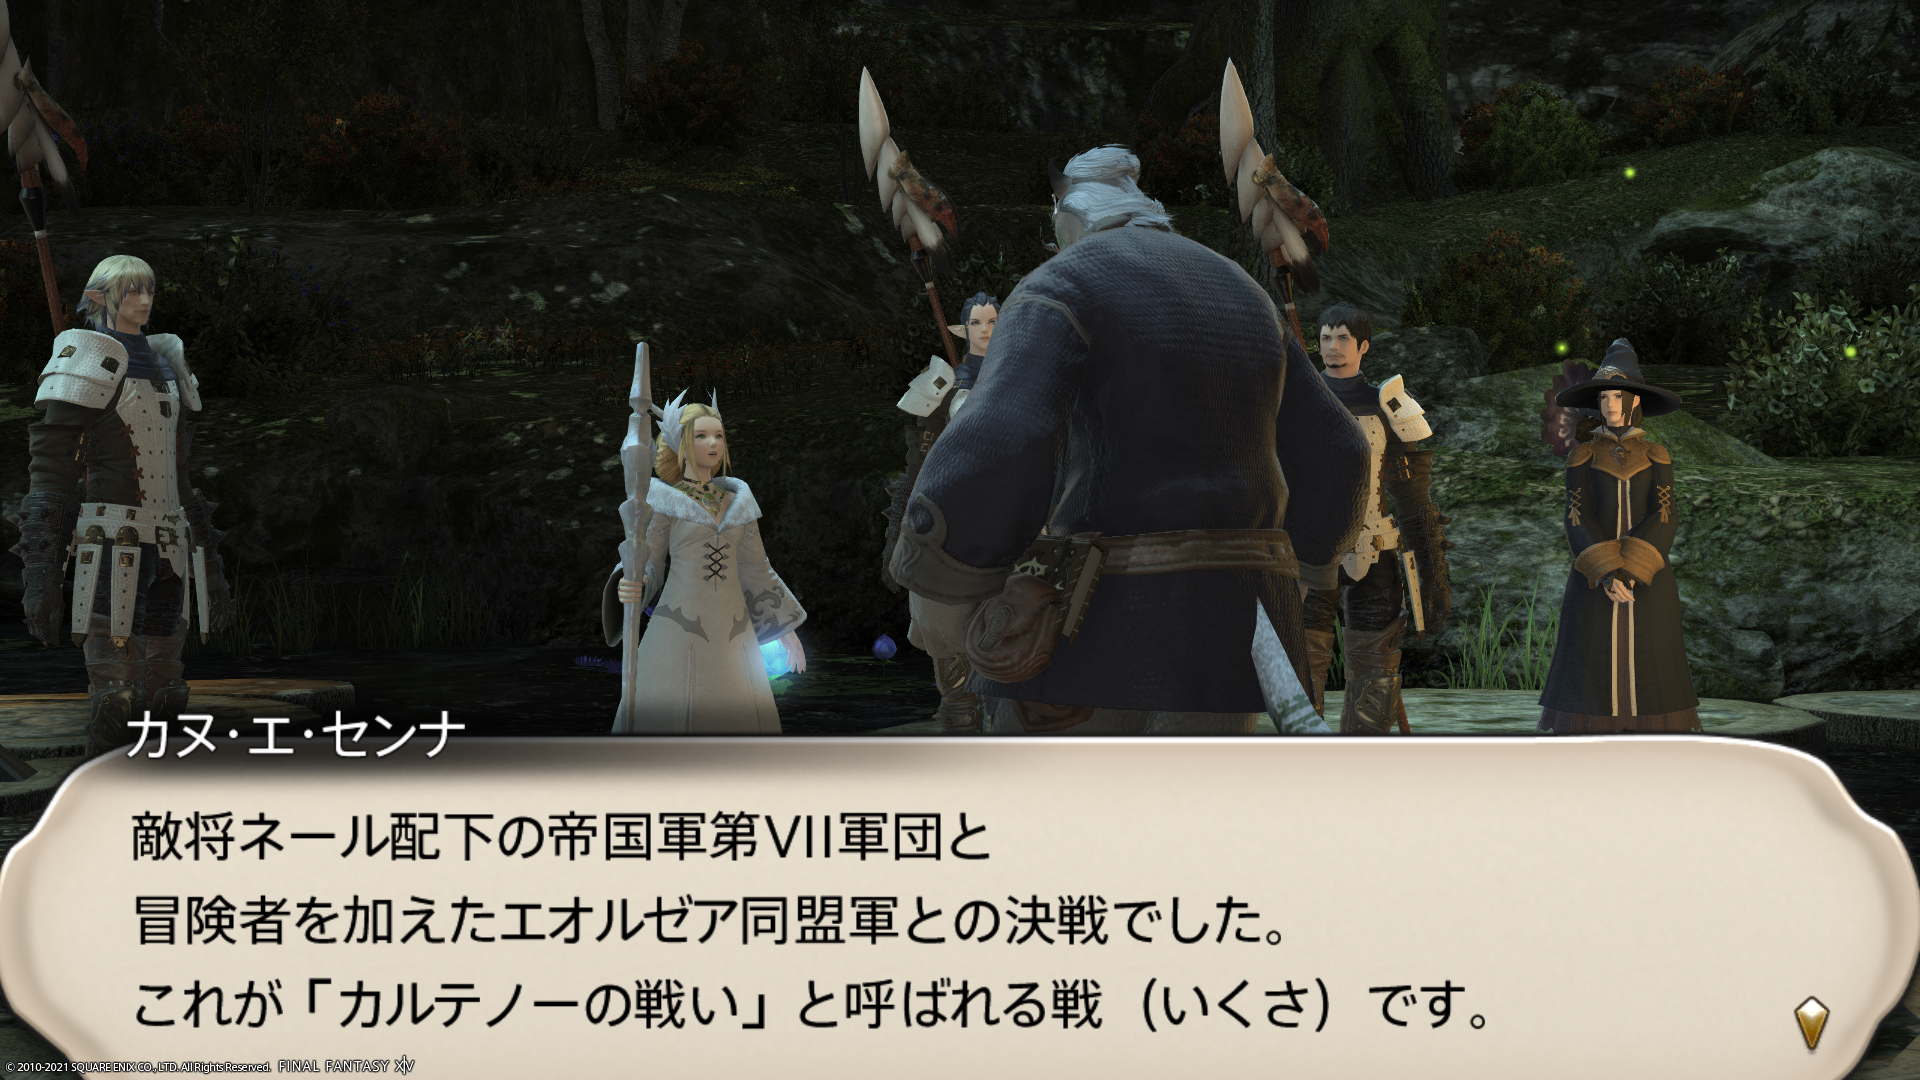 カヌ・エ・センナ
敵将ネール配下の帝国軍第VII軍団と
冒険者を加えたエオルゼア同盟軍との決戦でした。
これが「カルテノーの戦い」と呼ばれる戦（いくさ）です。
© 2010-2021 SQUARE ENIX CO., LTD. All Rights Reserved. FINAL FANTASY XIV